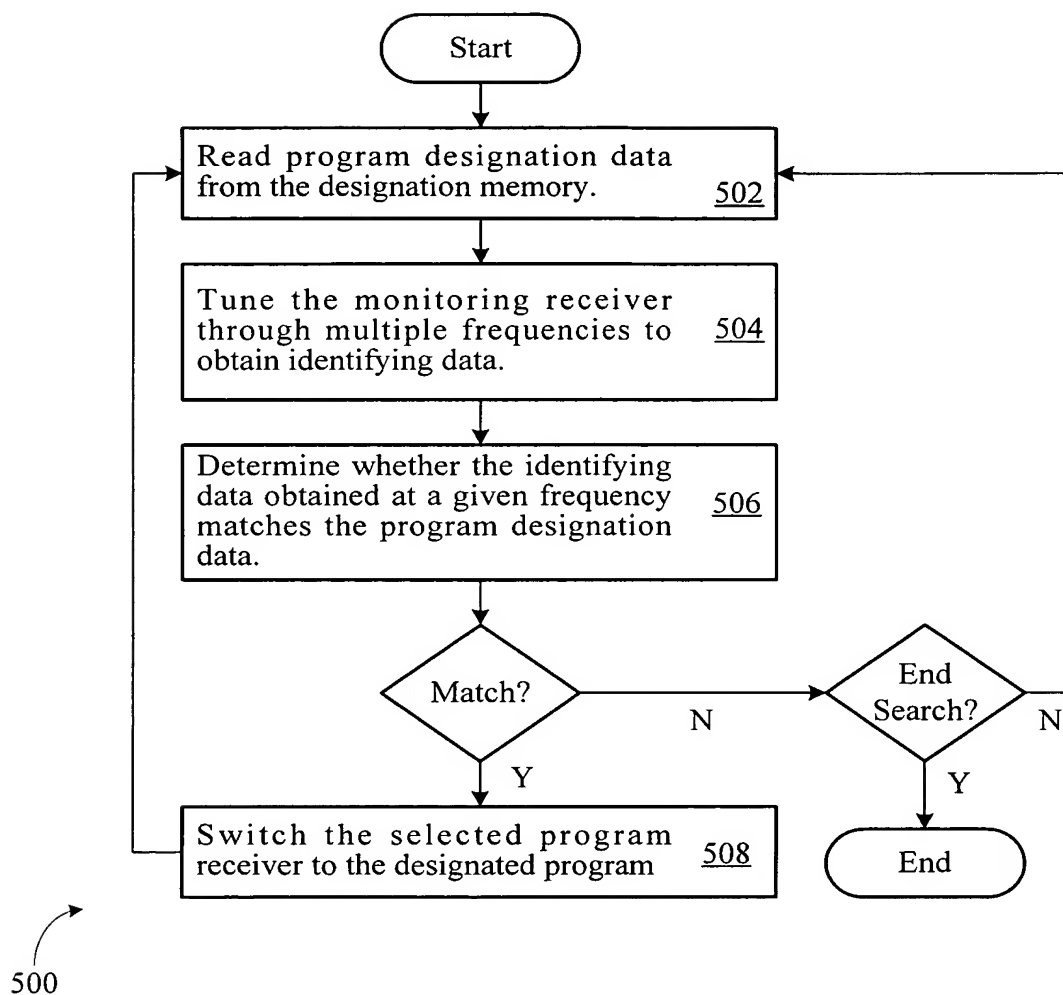 Start
Read program designation data
from the designation memory.
502
Tune the monitoring receiver
through multiple frequencies to
obtain identifying data.
504
Determine whether the identifying
data obtained at a given frequency
matches the program designation
data.
506
Match?
N
Y
End
Search?
N
Y
Switch the selected program
receiver to the designated program
508
End
500